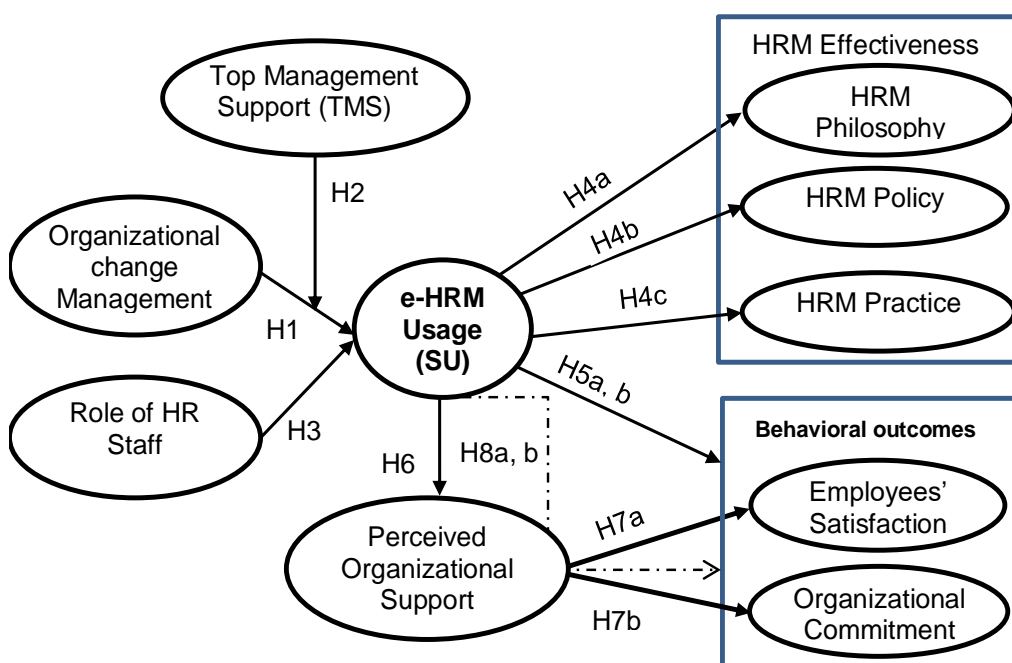 HRM Effectiveness
Top Management
Support (TMS)
HRM
Philosophy
H2
H4a
Organizational
change
Management
HRM Policy
H4b
e-HRM
Usage
(SU)
H1
H4c
HRM Practice
H5a, b
Role of HR
Staff
H3
Behavioral outcomes
H6
H8a, b
Employees’
Satisfaction
H7a
Perceived
Organizational
Support
H7b
Organizational
Commitment